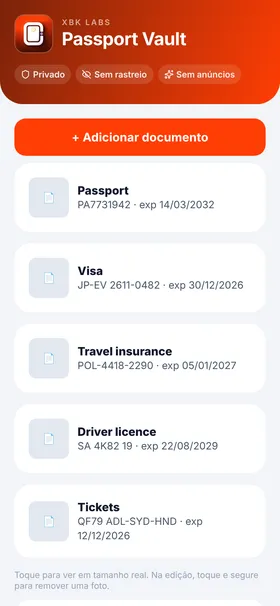 XBK LABS
Passport Vault
Privado
Sem rastreio
Sem anúncios
+ Adicionar documento
Passport
PA7731942 · exp 14/03/2032
Visa
JP-EV 2611-0482 · exp 30/12/2026
Travel insurance
POL-4418-2290 · exp 05/01/2027
Driver licence
SA 4K82 19 · exp 22/08/2029
Tickets
QF79 ADL-SYD-HND · exp
12/12/2026
Toque para ver em tamanho real. Na edição, toque e segure
para remover uma foto.